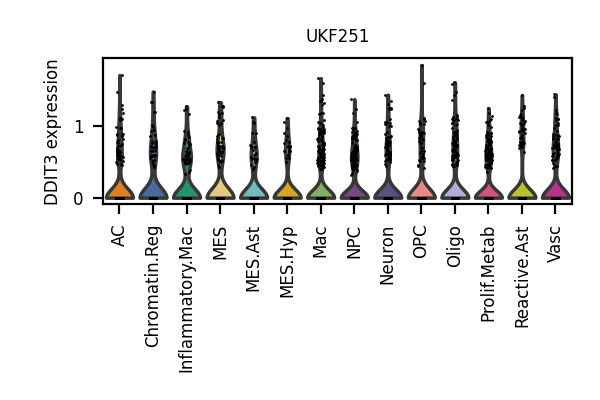 UKF251
DDIT3 expression
1
0
AC
Chromatin.Reg
Inflammatory.Mac
MES
MES.Ast
MES.Hyp
Mac
NPC
Neuron
OPC
Oligo
Prolif.Metab
Reactive.Ast
Vasc